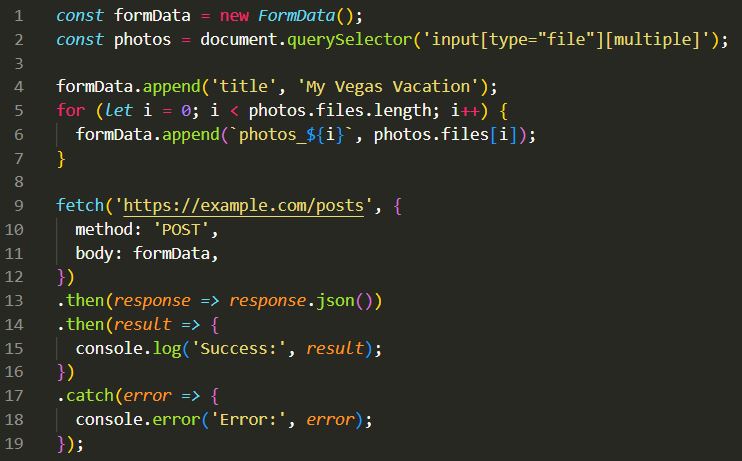 1 const formData = new FormData();
2 const photos = document.querySelector('input[type="file"][multiple]');
3
4 formData.append('title', 'My Vegas Vacation');
5 for (let i = 0; i < photos.files.length; i++) {
6   formData.append(`photos_${i}`, photos.files[i]);
7 }
8
9 fetch('https://example.com/posts', {
10   method: 'POST',
11   body: formData,
12 })
13 .then(response => response.json())
14 .then(result => {
15   console.log('Success:', result);
16 })
17 .catch(error => {
18   console.error('Error:', error);
19 });